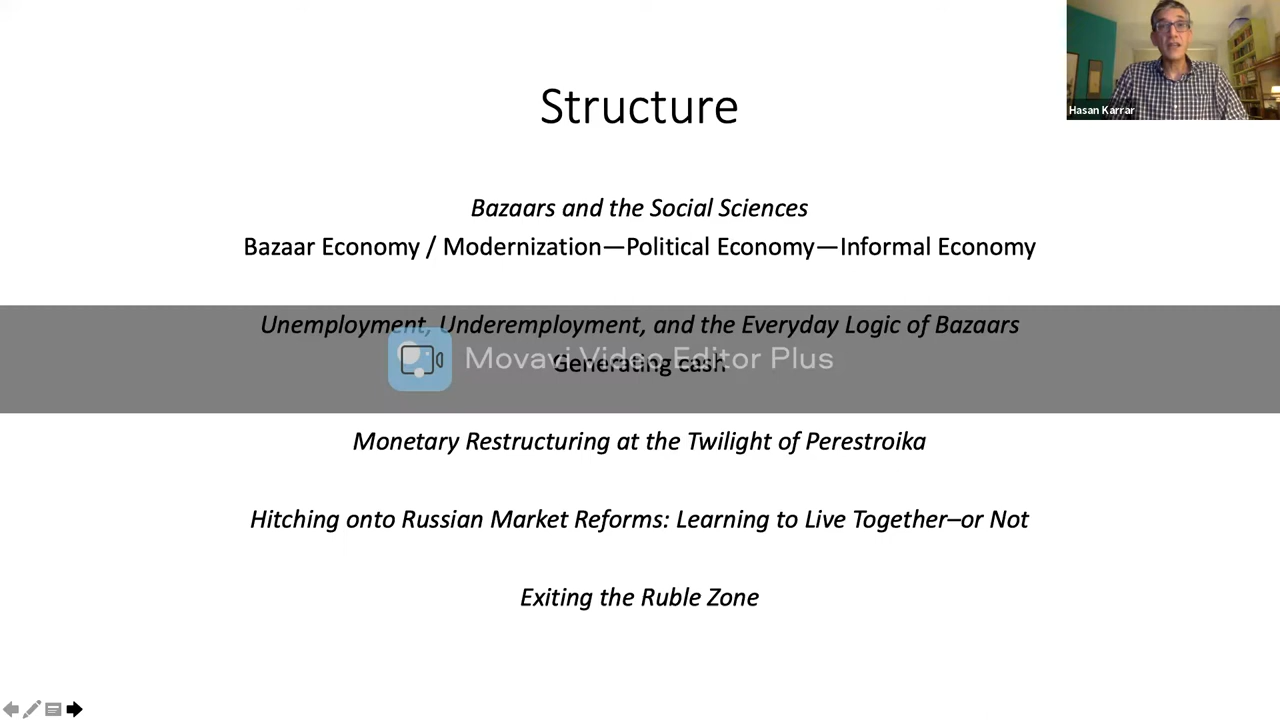 Structure
Hasan Karrar
Bazaars and the Social Sciences
Bazaar Economy / Modernization—Political Economy—Informal Economy
Unemployment, Underemployment, and the Everyday Logic of Bazaars
Movavi Video Editor Plus
Generating cash
Monetary Restructuring at the Twilight of Perestroika
Hitching onto Russian Market Reforms: Learning to Live Together–or Not
Exiting the Ruble Zone